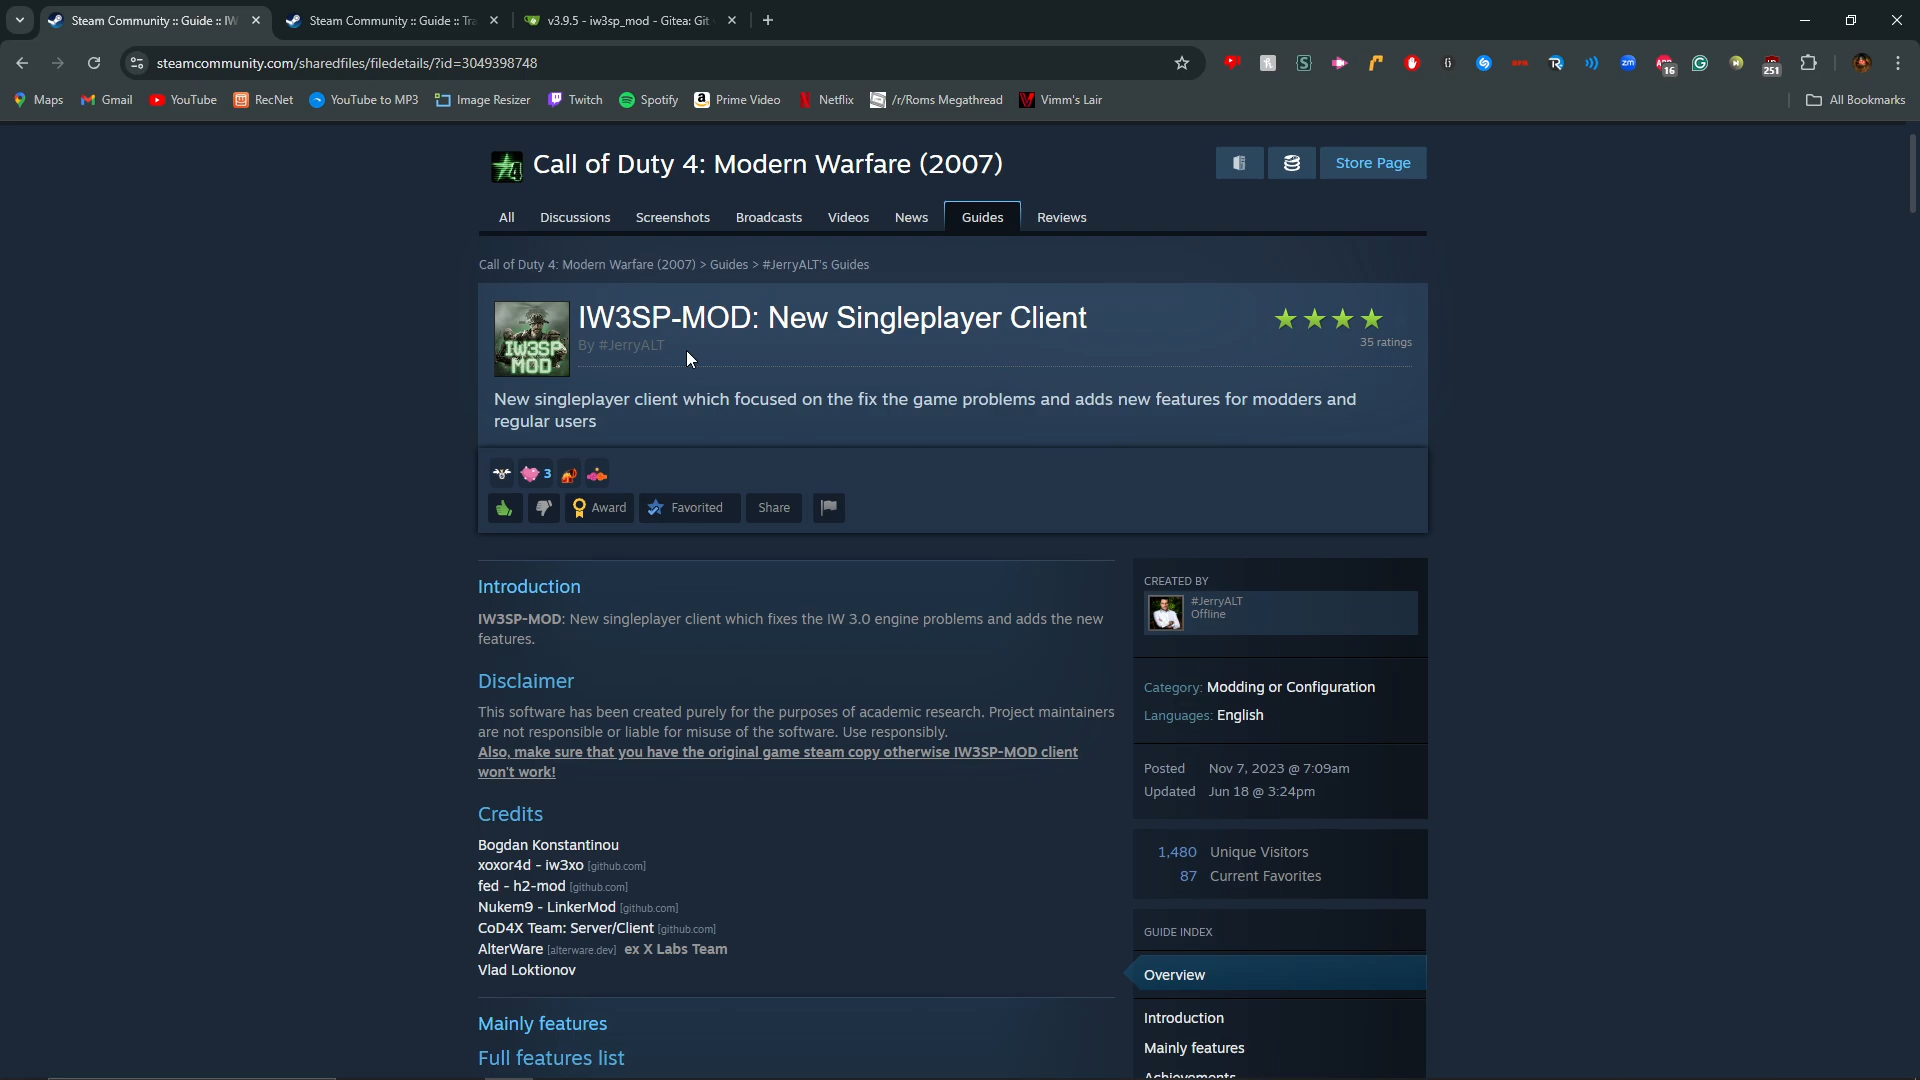 Steam Community :: Guide :: IW
Steam Community :: Guide :: Tra
v3.9.5 - iw3sp_mod - Gitea: Git
steamcommunity.com/sharedfiles/filedetails/?id=3049398748
16
251
Maps
Gmail
YouTube
RecNet
YouTube to MP3
Image Resizer
Twitch
Spotify
Prime Video
Netflix
/r/Roms Megathread
Vimm's Lair
All Bookmarks
Call of Duty 4: Modern Warfare (2007)
Store Page
All
Discussions
Screenshots
Broadcasts
Videos
News
Guides
Reviews
Call of Duty 4: Modern Warfare (2007) > Guides > #JerryALT's Guides
IW3SP
MOD
IW3SP-MOD: New Singleplayer Client
By #JerryALT
35 ratings
New singleplayer client which focused on the fix the game problems and adds new features for modders and
regular users
3
Award
Favorited
Share
Introduction
IW3SP-MOD: New singleplayer client which fixes the IW 3.0 engine problems and adds the new
features.
Disclaimer
This software has been created purely for the purposes of academic research. Project maintainers
are not responsible or liable for misuse of the software. Use responsibly.
Also, make sure that you have the original game steam copy otherwise IW3SP-MOD client
won't work!
Credits
Bogdan Konstantinou
xoxor4d - iw3xo [github.com]
fed - h2-mod [github.com]
Nukem9 - LinkerMod [github.com]
CoD4X Team: Server/Client [github.com]
AlterWare [alterware.dev] ex X Labs Team
Vlad Loktionov
Mainly features
Full features list
CREATED BY
#JerryALT
Offline
Category: Modding or Configuration
Languages: English
Posted Nov 7, 2023 @ 7:09am
Updated Jun 18 @ 3:24pm
1,480 Unique Visitors
87 Current Favorites
GUIDE INDEX
Overview
Introduction
Mainly features
Achievements